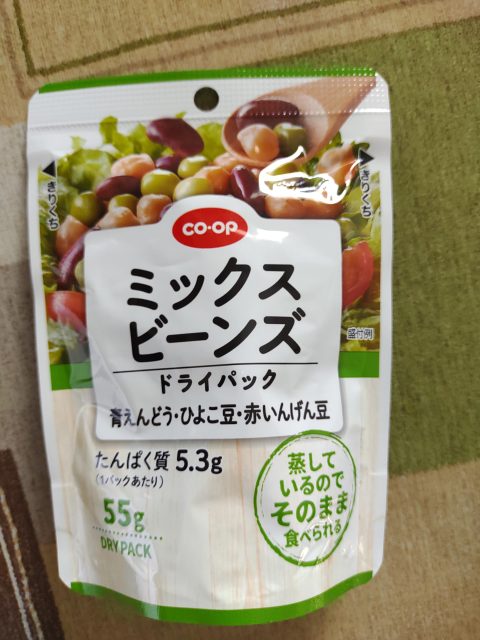 きりくち
きりくち
co-op
ミックス
ビーンズ
盛付例
ドライパック
青えんどう・ひよこ豆・赤いんげん豆
たんぱく質 5.3g
(1パックあたり)
蒸して
いるので
そのまま
食べられる
55g
DRY PACK